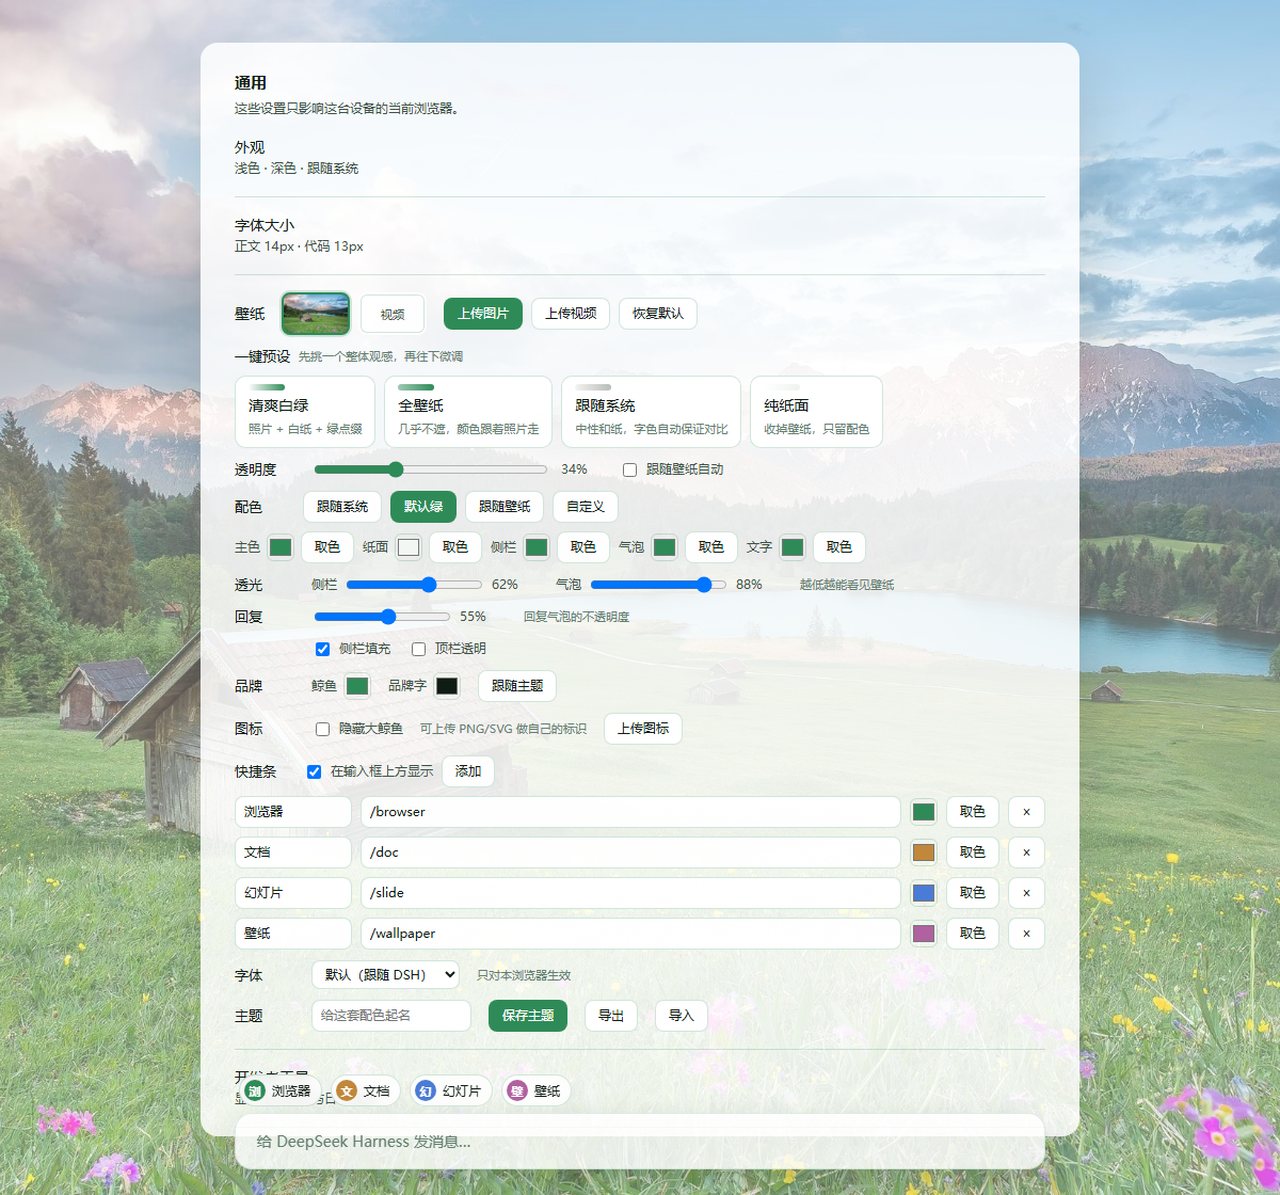 通用
这些设置只影响这台设备的当前浏览器。
外观
浅色 · 深色 · 跟随系统
字体大小
正文 14px · 代码 13px
壁纸 视频 上传图片 上传视频 恢复默认
一键预设 先挑一个整体观感，再往下微调
清爽白绿 全壁纸 跟随系统 纯纸面
照片 + 白纸 + 绿点缀 几乎不遮，颜色跟着照片走 中性和纸，字色自动保证对比 收掉壁纸，只留配色
透明度 34% 跟随壁纸自动
配色 跟随系统 默认绿 跟随壁纸 自定义
主色 取色 纸面 取色 侧栏 取色 气泡 取色 文字 取色
透光 侧栏 62% 气泡 88% 越低越能看见壁纸
回复 55% 回复气泡的不透明度
侧栏填充 顶栏透明
品牌 鲸鱼 品牌字 跟随主题
图标 隐藏大鲸鱼 可上传 PNG/SVG 做自己的标识 上传图标
快捷条 在输入框上方显示 添加
浏览器 /browser 取色 ×
文档 /doc 取色 ×
幻灯片 /slide 取色 ×
壁纸 /wallpaper 取色 ×
字体 默认（跟随 DSH） 只对本浏览器生效
主题 给这套配色起名 保存主题 导出 导入
浏 浏览器 文 文档 幻 幻灯片 壁 壁纸
给 DeepSeek Harness 发消息...